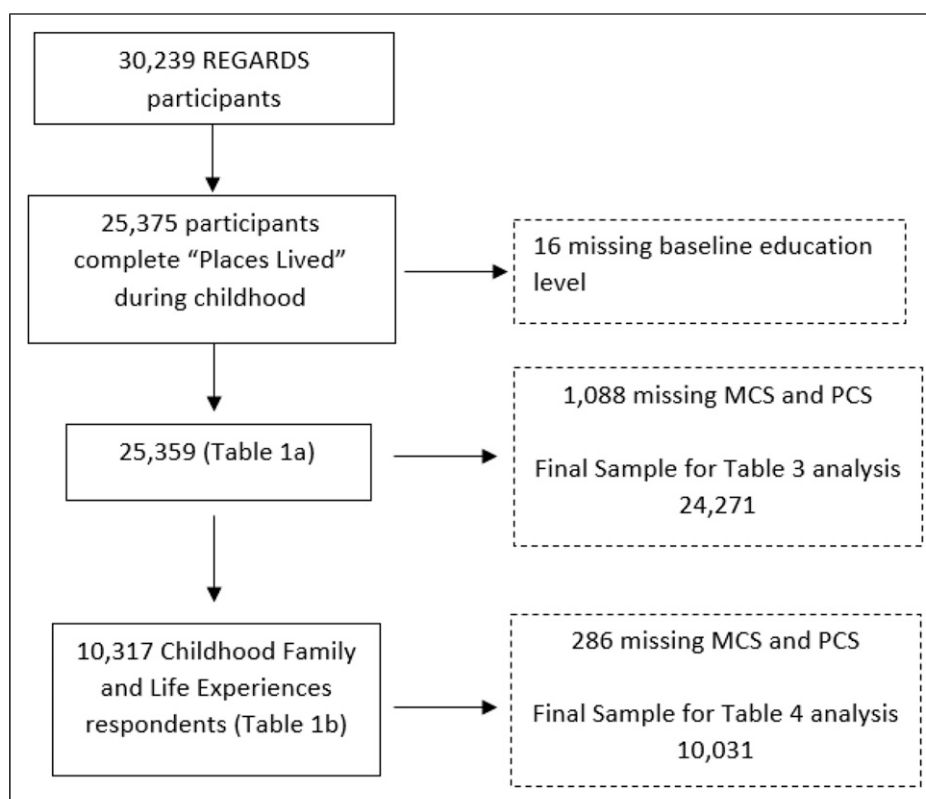 30,239 REGARDS
participants
25,375 participants
complete “Places Lived”
during childhood
16 missing baseline education
level
25,359 (Table 1a)
1,088 missing MCS and PCS
Final Sample for Table 3 analysis
24,271
10,317 Childhood Family
and Life Experiences
respondents (Table 1b)
286 missing MCS and PCS
Final Sample for Table 4 analysis
10,031